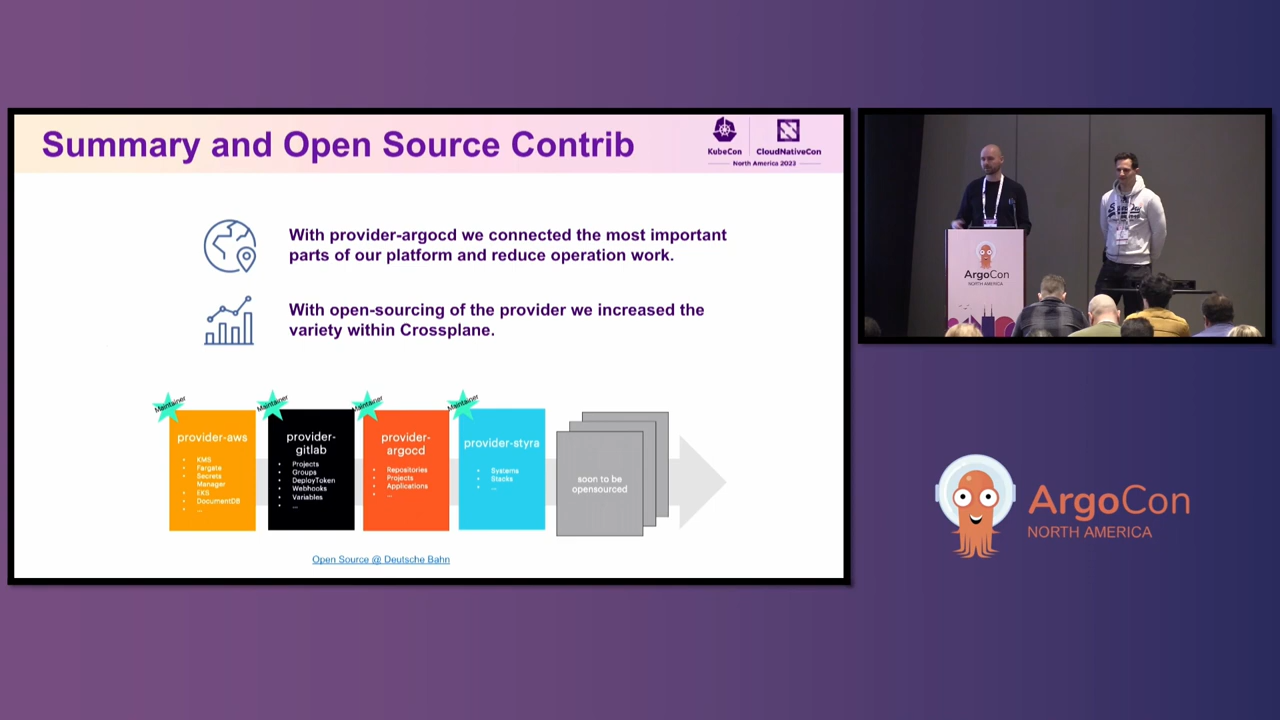 Summary and Open Source Contrib
KubeCon
CloudNativeCon
North America 2023
With provider-argocd we connected the most important
parts of our platform and reduce operation work.
With open-sourcing of the provider we increased the
variety within Crossplane.
Maintainer
provider-aws
• KMS
• Fargate
• Secrets
Manager
• EKS
• DocumentDB
• ...
Maintainer
provider-
gitlab
• Projects
• Groups
• DeployToken
• Webhooks
• Variables
• ...
Maintainer
provider-
argocd
• Repositories
• Projects
• Applications
• ...
Maintainer
provider-styra
• Systems
• Stacks
• ...
soon to be
opensourced
Open Source @ Deutsche Bahn
ArgoCon
NORTH AMERICA
ArgoCon
NORTH AMERICA